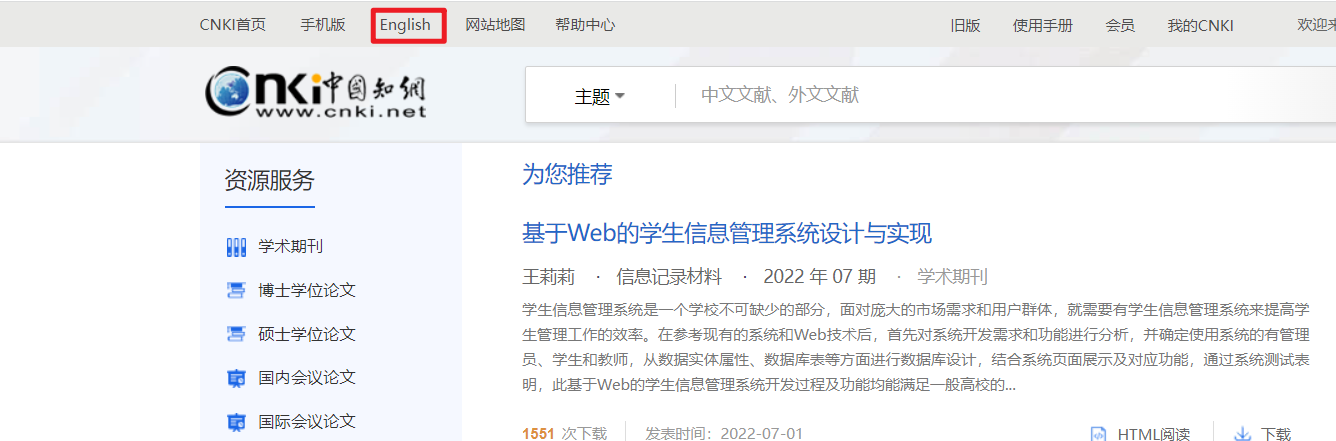 CNKI首页 手机版 English 网站地图 帮助中心 旧版 使用手册 会员 我的CNKI 欢迎来
cnki中国知網
www.cnki.net
主题 中文文献、外文文献
资源服务
学术期刊
博士学位论文
硕士学位论文
国内会议论文
国际会议论文
为您推荐
基于Web的学生信息管理系统设计与实现
王莉莉 · 信息记录材料 · 2022 年 07 期 · 学术期刊
学生信息管理系统是一个学校不可缺少的部分，面对庞大的市场需求和用户群体，就需要有学生信息管理系统来提高学
生管理工作的效率。在参考现有的系统和Web技术后，首先对系统开发需求和功能进行分析，并确定使用系统的有管理
员、学生和教师，从数据实体属性、数据库表等方面进行数据库设计，结合系统页面展示及对应功能，通过系统测试表
明，此基于Web的学生信息管理系统开发过程及功能均能满足一般高校的...
1551 次下载 发表时间：2022-07-01 HTML阅读 下载